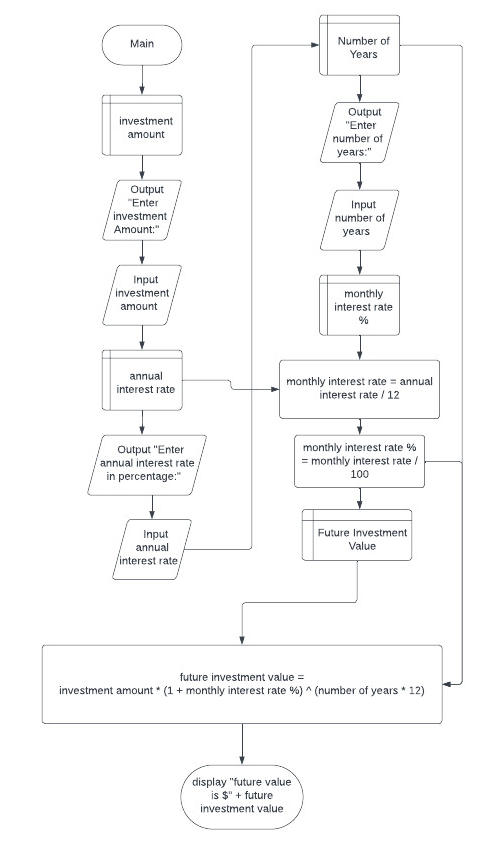 Main
investment
amount
Output
"Enter
investment
Amount:"
Input
investment
amount
annual
interest rate
Output "Enter
annual interest rate
in percentage:"
Input
annual
interest rate
Number of
Years
Output
"Enter
number of
years:"
Input
number of
years
monthly
interest rate
%
monthly interest rate = annual
interest rate / 12
monthly interest rate %
= monthly interest rate /
100
Future Investment
Value
future investment value =
investment amount * (1 + monthly interest rate %) ^ (number of years * 12)
display "future value
is $" + future
investment value